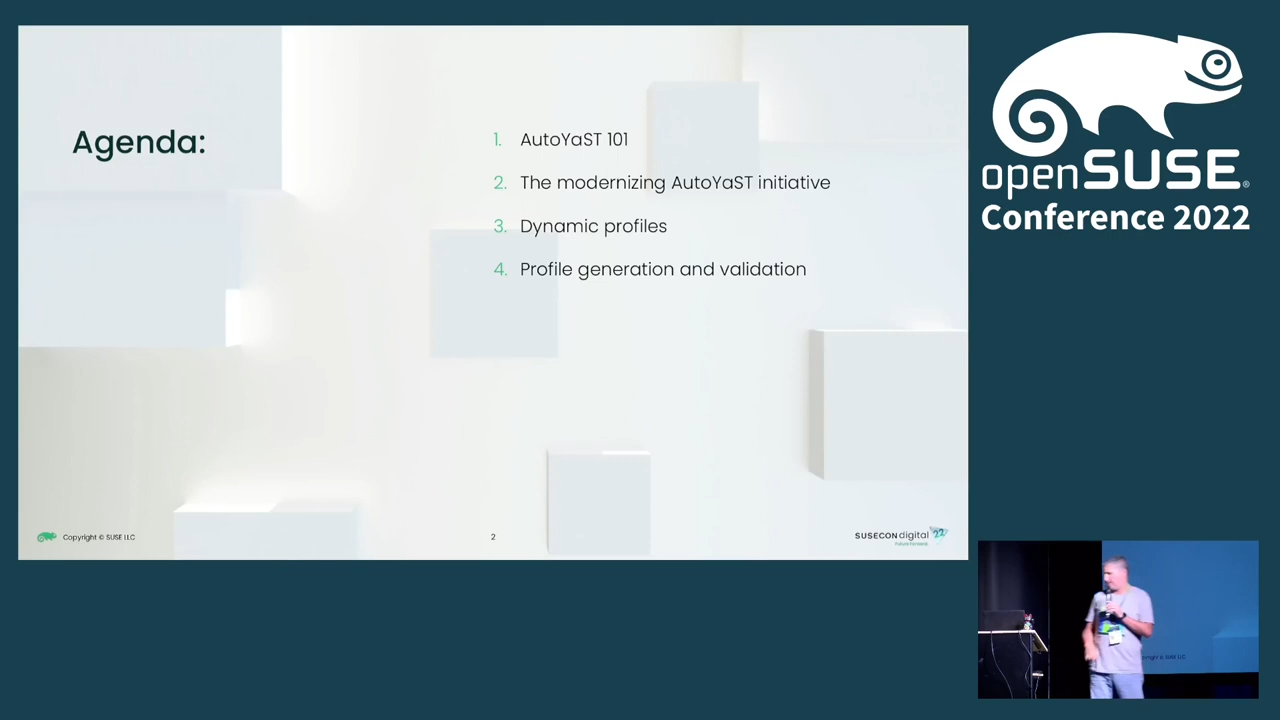 Agenda:
1. AutoYaST 101
2. The modernizing AutoYaST initiative
3. Dynamic profiles
4. Profile generation and validation
Copyright © SUSE LLC
2
SUSECON digital 22
openSUSE®
Conference 2022